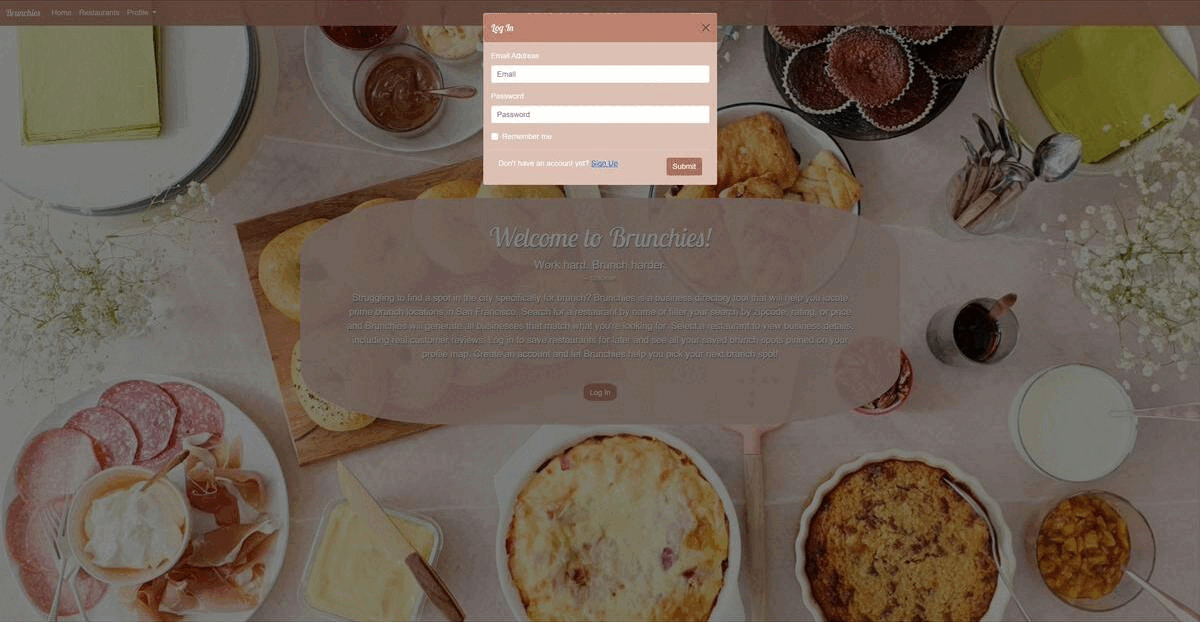 Brunchies Home Restaurants Profile
Log In
Email Address
Email
Password
Password
Remember me
Don't have an account yet? Sign Up
Submit
Welcome to Brunchies!
Work hard. Brunch harder.
Struggling to find a spot in the city specifically for brunch? Brunchies is a business directory tool that will help you locate
prime brunch locations in San Francisco. Search for a restaurant by name or filter your search by zipcode, rating, or price
and Brunchies will generate all businesses that match what you're looking for. Select a restaurant to view business details,
including real customer reviews. Log in to save restaurants for later and see all your saved brunch spots pinned on your
profile map. Create an account and let Brunchies help you pick your next brunch spot!
Log In